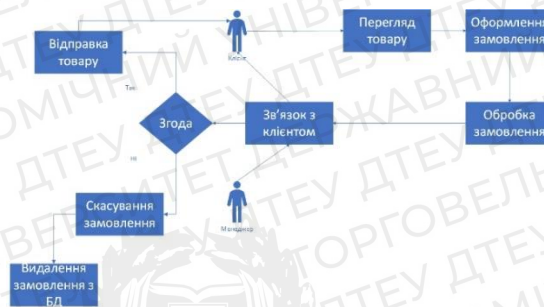 Перегляд
товару
Оформлення
замовлення
Відправка
товару
Клієнт
Так
Згода
Зв'язок з
клієнтом
Обробка
замовлення
ні
Скасування
замовлення
Менеджер
Видалення
замовлення з
БД